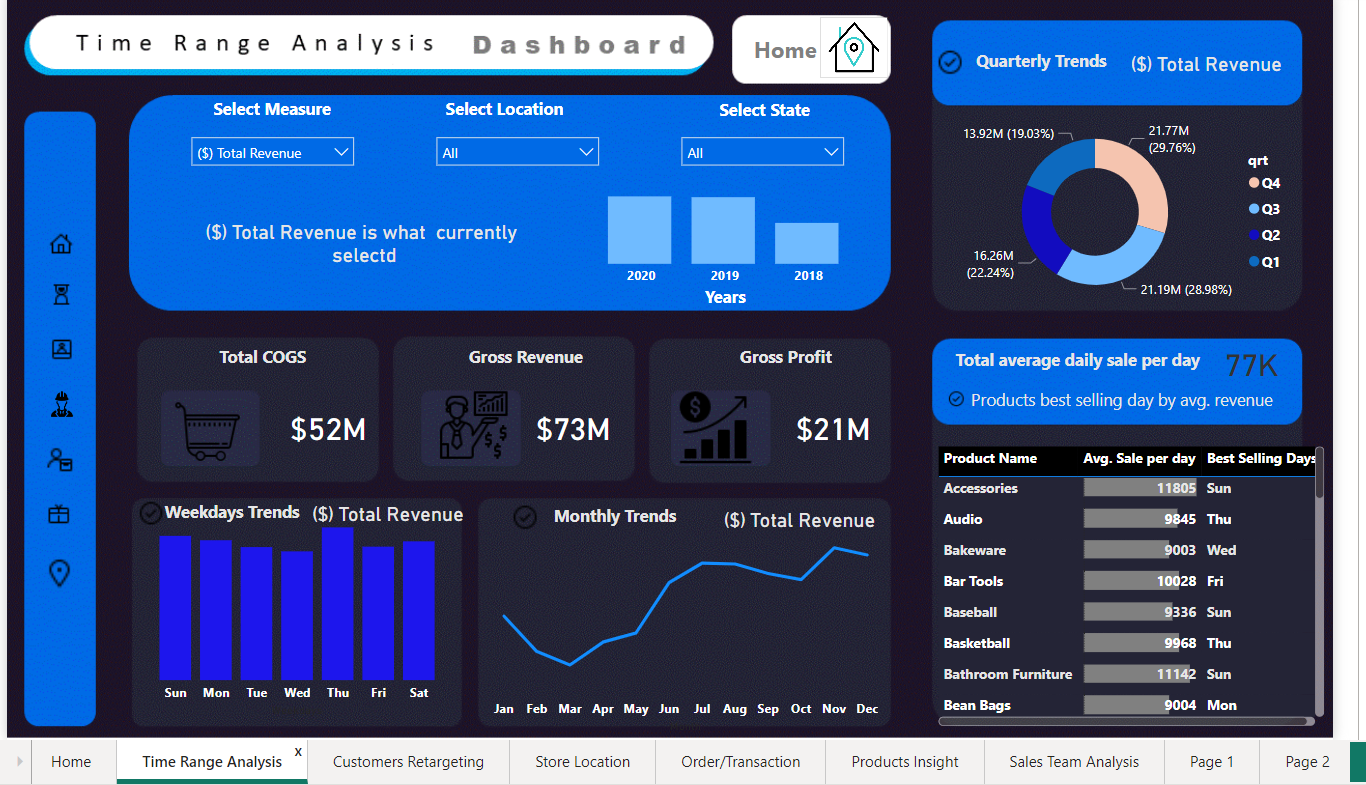 Time Range Analysis Dashboard
Home
Select Measure
($) Total Revenue
Select Location
All
Select State
All
($) Total Revenue is what currently
selectd
2020 2019 2018
Years
Quarterly Trends ($) Total Revenue
13.92M (19.03%)
21.77M
(29.76%)
16.26M
(22.24%)
21.19M (28.98%)
qrt
Q4
Q3
Q2
Q1
Total COGS
$52M
Gross Revenue
$73M
Gross Profit
$21M
Total average daily sale per day 77K
Products best selling day by avg. revenue
Product Name Avg. Sale per day Best Selling Days
Accessories 11805 Sun
Audio 9845 Thu
Bakeware 9003 Wed
Bar Tools 10028 Fri
Baseball 9336 Sun
Basketball 9968 Thu
Bathroom Furniture 11142 Sun
Bean Bags 9004 Mon
Weekdays Trends ($) Total Revenue
Sun Mon Tue Wed Thu Fri Sat
Monthly Trends ($) Total Revenue
Jan Feb Mar Apr May Jun Jul Aug Sep Oct Nov Dec
Home
Time Range Analysis
x
Customers Retargeting
Store Location
Order/Transaction
Products Insight
Sales Team Analysis
Page 1
Page 2